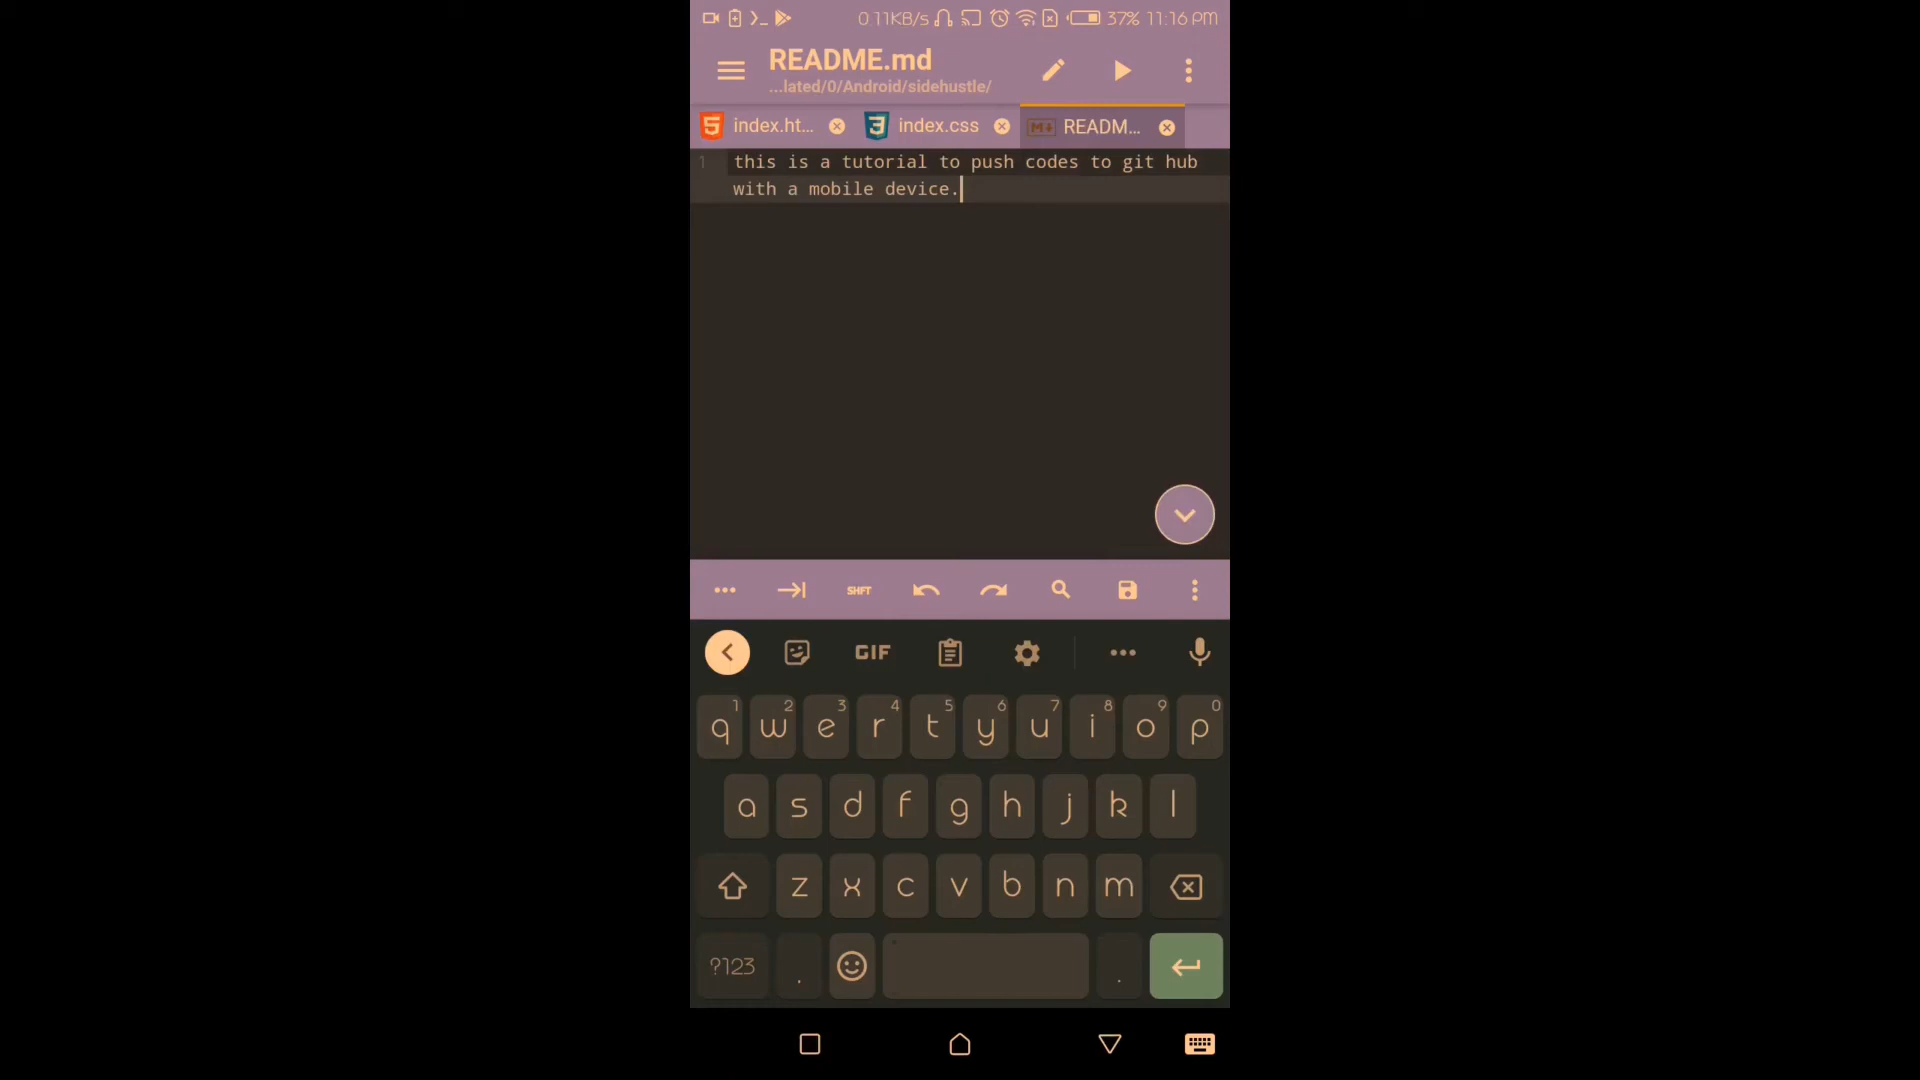 0.11KB/s 37% 11:16 PM
README.md
...lated/0/Android/sidehustle/
index.ht... index.css READM...
1 this is a tutorial to push codes to git hub
with a mobile device.
SHFT
GIF
1 2 3 4 5 6 7 8 9 0
q w e r t y u i o p
a s d f g h j k l
z x c v b n m
?123 . .